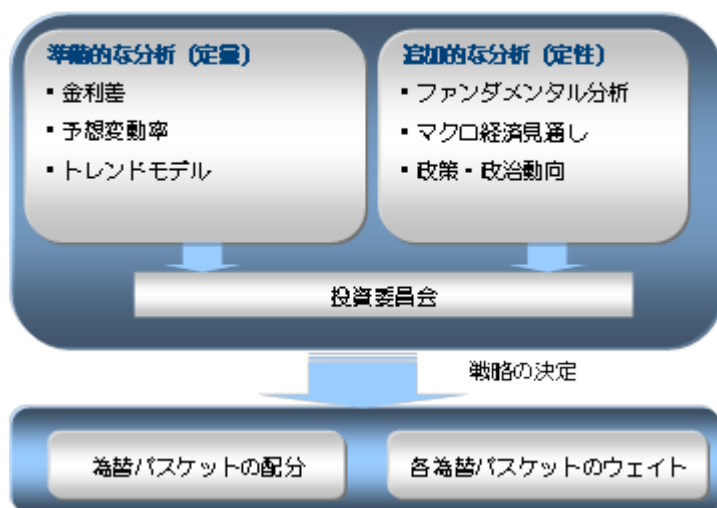 準備的な分析（定量）
▪ 金利差
▪ 予想変動率
▪ トレンドモデル
追加的な分析（定性）
▪ ファンダメンタル分析
▪ マクロ経済見通し
▪ 政策・政治動向
投資委員会
戦略の決定
為替バスケットの配分
各為替バスケットのウェイト